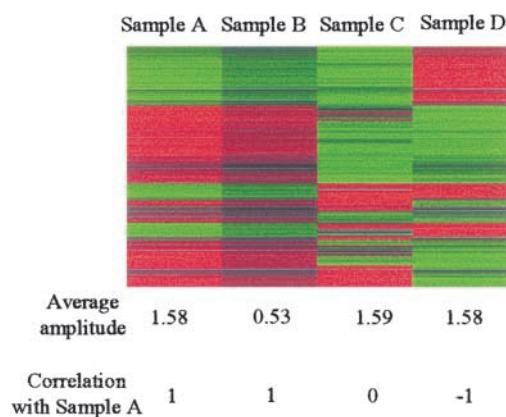 Sample A Sample B Sample C Sample D
Average
amplitude 1.58 0.53 1.59 1.58
Correlation
with Sample A 1 1 0 -1